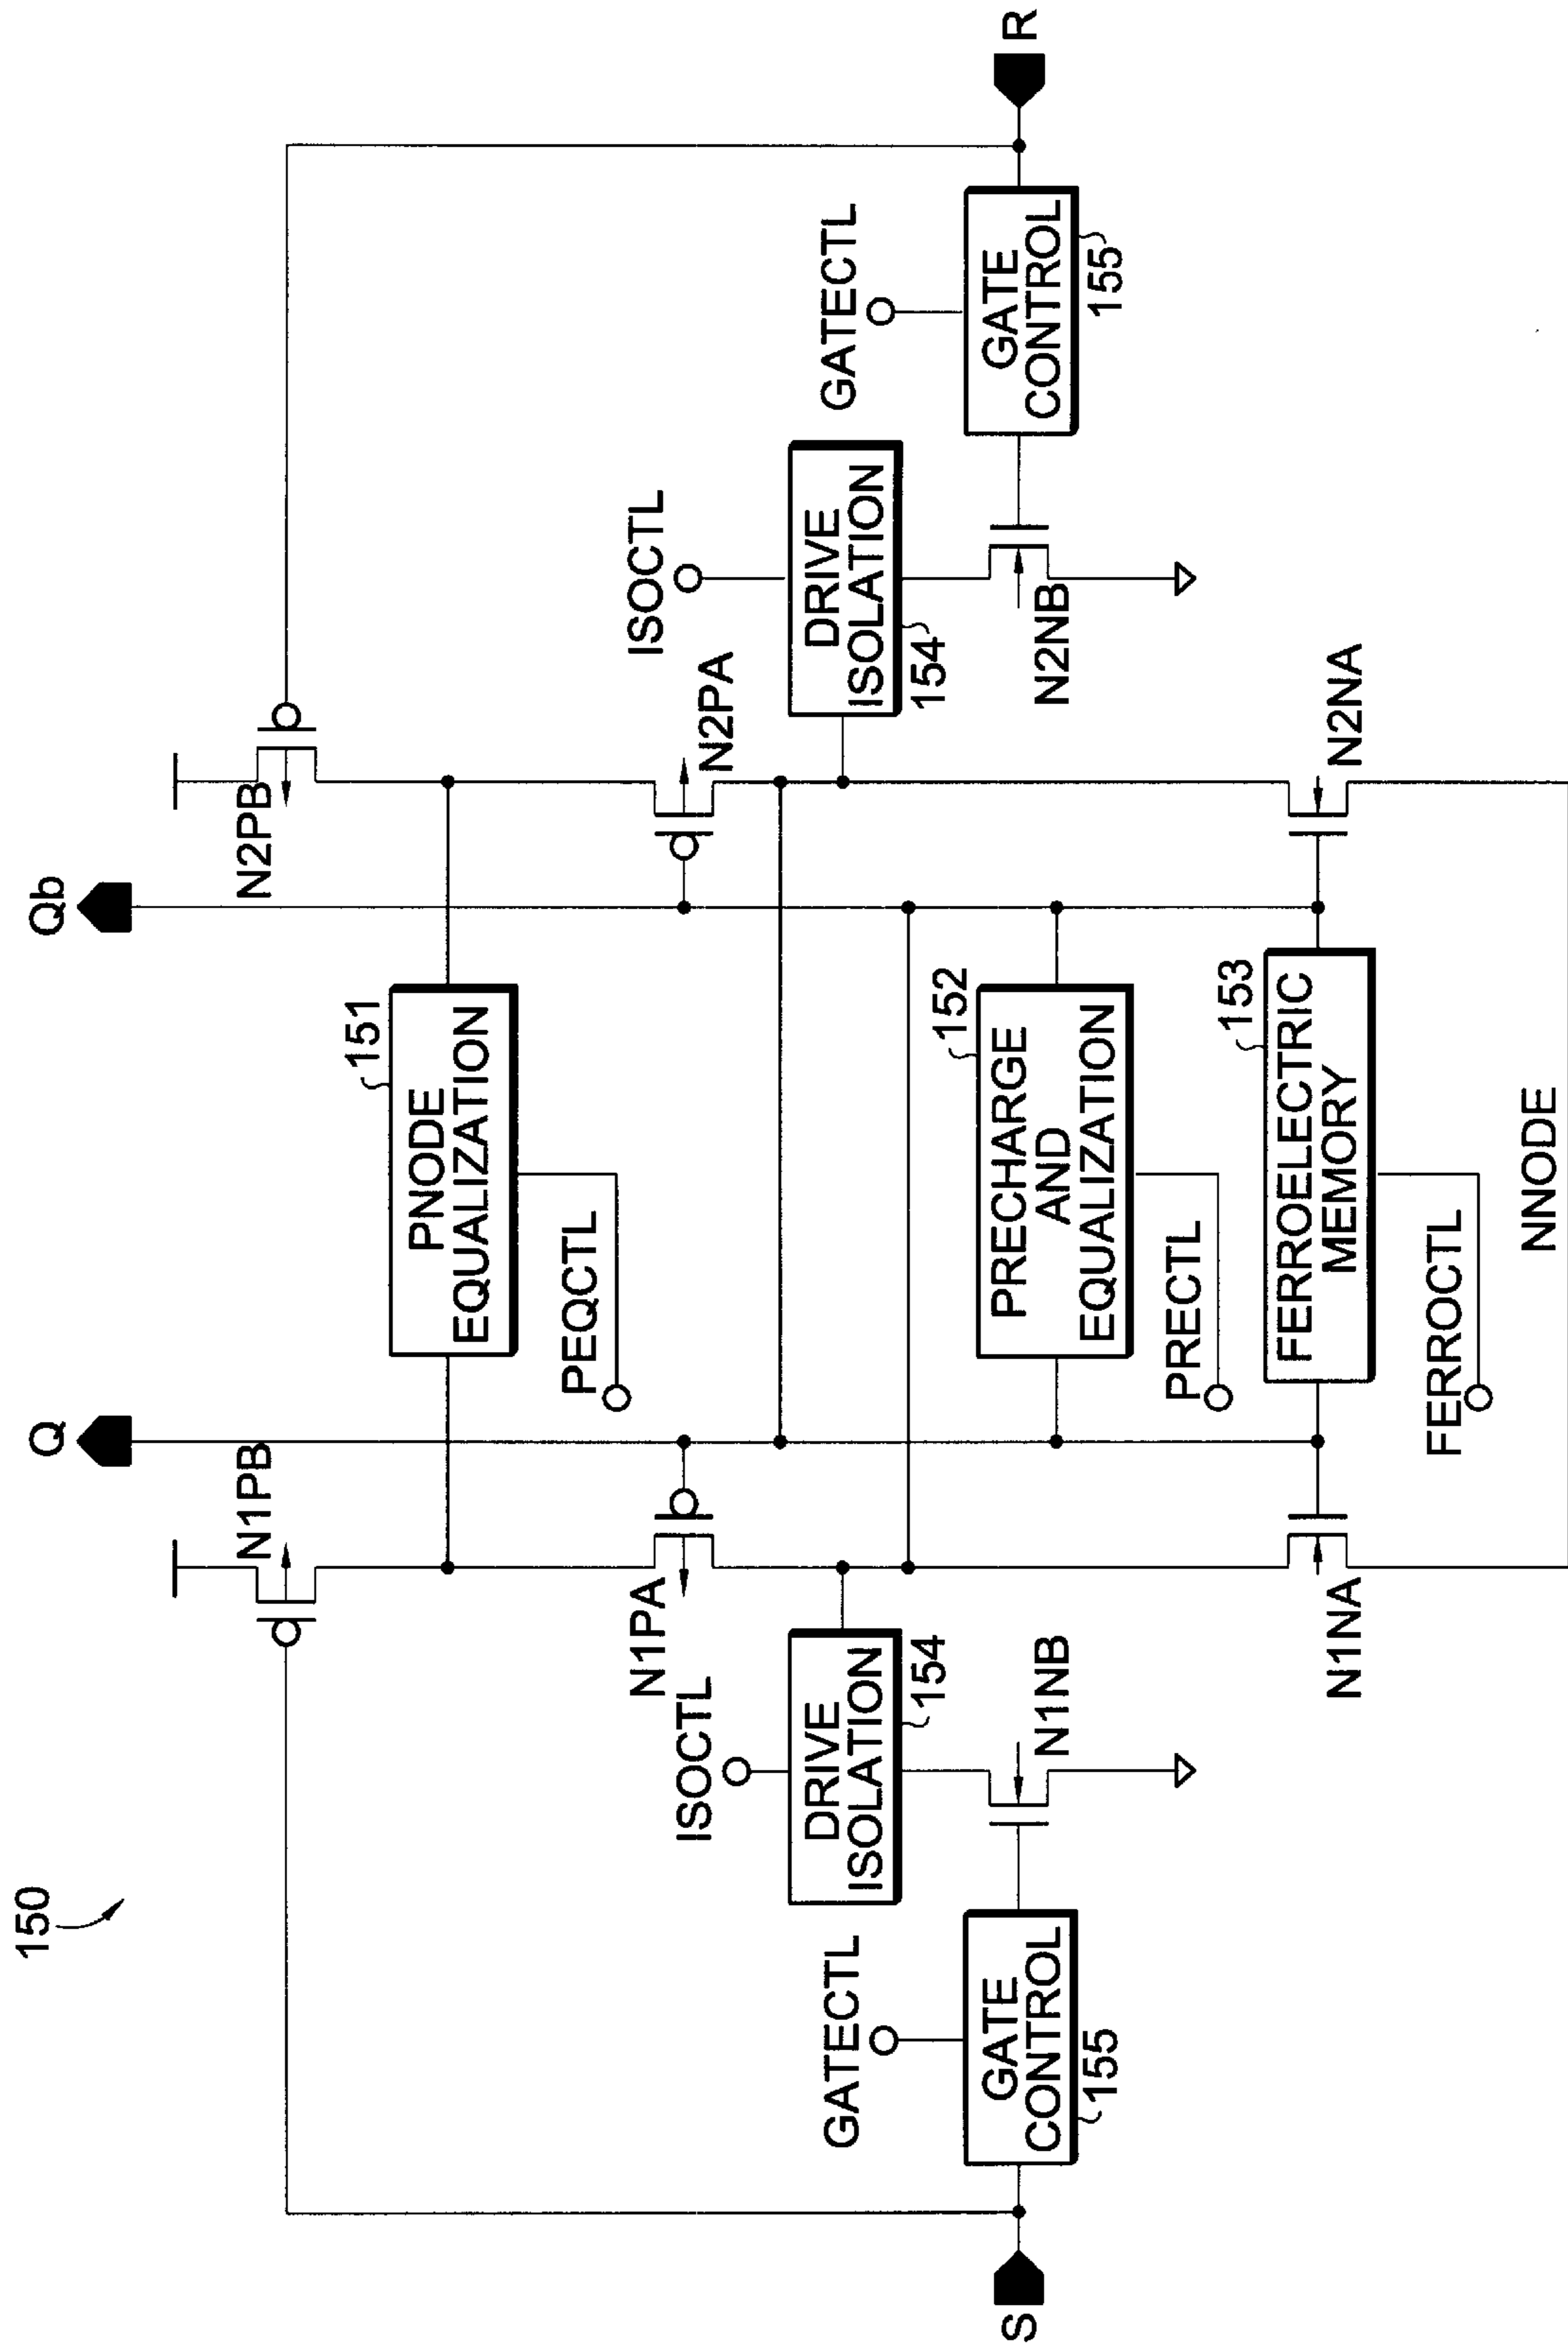 150
Q
Qb
N1PB
N2PB
151
PNODE
EQUALIZATION
PEQCTL
N1PA
ISOCTL
ISOCTL
N2PA
GATECTL
DRIVE
ISOLATION
154
DRIVE
ISOLATION
154
GATECTL
152
PRECHARGE
AND
EQUALIZATION
PRECTL
S
GATE
CONTROL
155
N1NB
N2NB
GATE
CONTROL
155
R
153
FERROELECTRIC
MEMORY
FERROCTL
N1NA
N2NA
NNODE